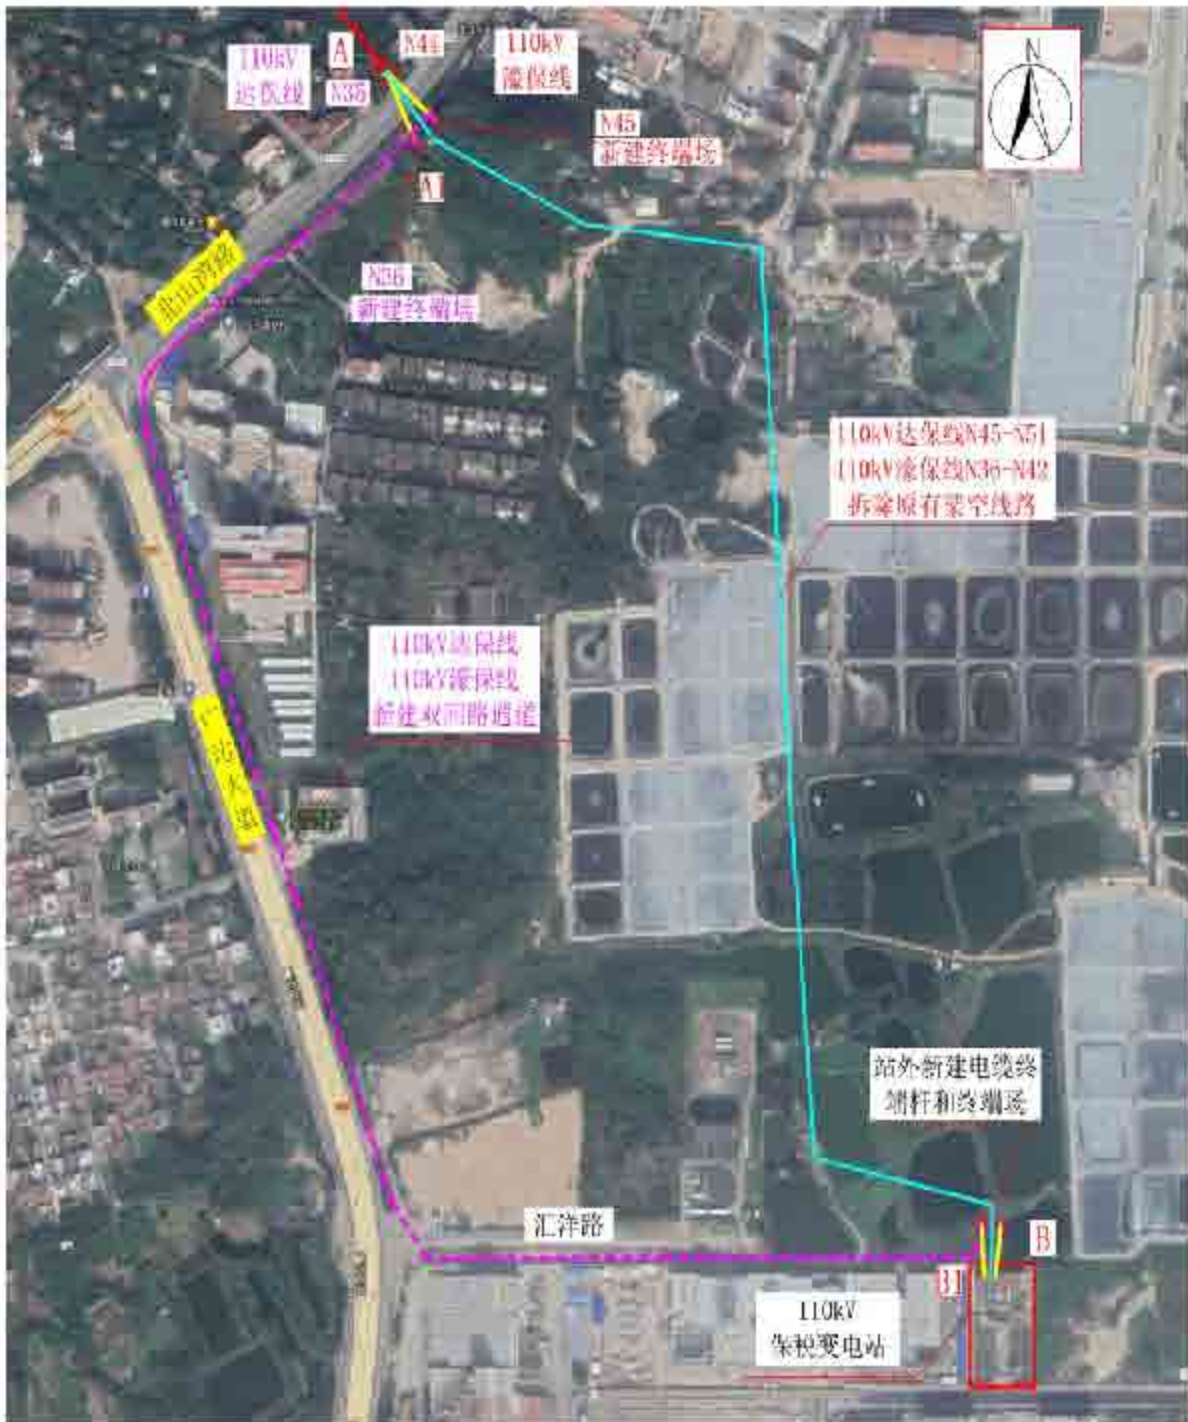 A
N44
110kV
达保线
N35
110kV
濠保线
N
N45
新建终端场
A1
N36
新建终端塔
110kV达保线N45-N51
110kV濠保线N36-N42
拆除原有架空线路
110kV达保线
110kV濠保线
新建双回路通道
广达大道
站外新建电缆终
端杆和终端场
汇洋路
B
B1
110kV
保税变电站